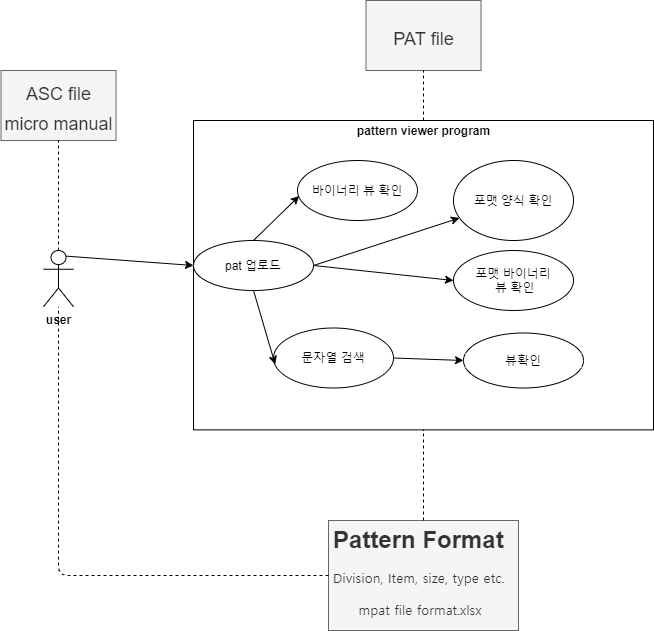 PAT file
ASC file
micro manual
pattern viewer program
바이너리 뷰 확인
포맷 양식 확인
pat 업로드
포맷 바이너리
뷰 확인
user
문자열 검색
뷰확인
Pattern Format
Division, Item, size, type etc.
mpat file format.xlsx